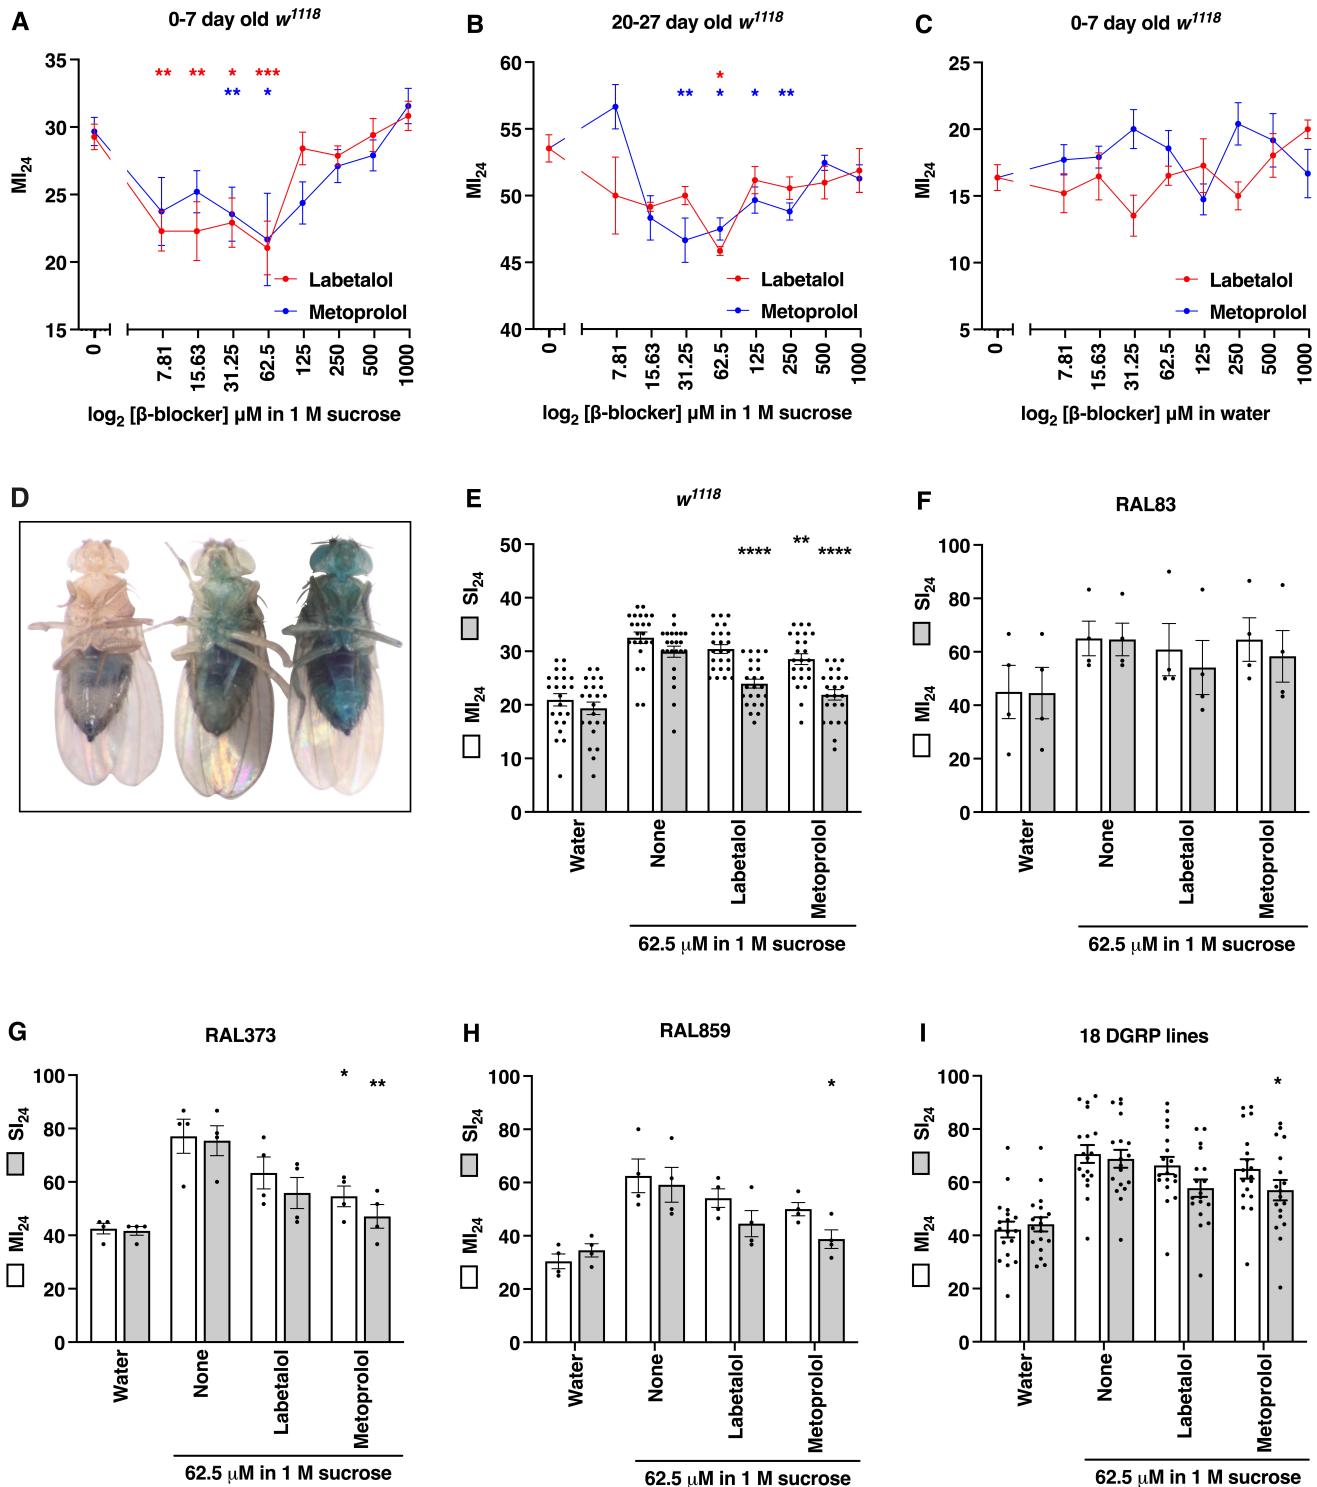 A
0-7 day old w1118
35
30
25
20
15
MI24
** ** * ***
** *
Labetalol
Metoprolol
0 7.81 15.63 31.25 62.5 125 250 500 1000
log2 [β-blocker] µM in 1 M sucrose
B
20-27 day old w1118
60
55
50
45
40
MI24
*
** * * **
Labetalol
Metoprolol
0 7.81 15.63 31.25 62.5 125 250 500 1000
log2 [β-blocker] µM in 1 M sucrose
C
0-7 day old w1118
25
20
15
10
5
MI24
Labetalol
Metoprolol
0 7.81 15.63 31.25 62.5 125 250 500 1000
log2 [β-blocker] µM in water
D
E
w1118
50
40
30
20
10
0
MI24 SI24
**** ** ****
Water None Labetalol Metoprolol
62.5 µM in 1 M sucrose
F
RAL83
100
80
60
40
20
0
MI24 SI24
Water None Labetalol Metoprolol
62.5 µM in 1 M sucrose
G
RAL373
100
80
60
40
20
0
MI24 SI24
* **
Water None Labetalol Metoprolol
62.5 µM in 1 M sucrose
H
RAL859
100
80
60
40
20
0
MI24 SI24
*
Water None Labetalol Metoprolol
62.5 µM in 1 M sucrose
I
18 DGRP lines
100
80
60
40
20
0
MI24 SI24
*
Water None Labetalol Metoprolol
62.5 µM in 1 M sucrose